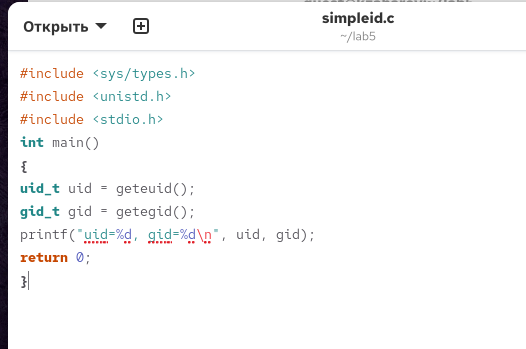 Открыть
simpleid.c
~/lab5
#include <sys/types.h>
#include <unistd.h>
#include <stdio.h>
int main()
{
uid_t uid = geteuid();
gid_t gid = getegid();
printf("uid=%d, gid=%d\n", uid, gid);
return 0;
}